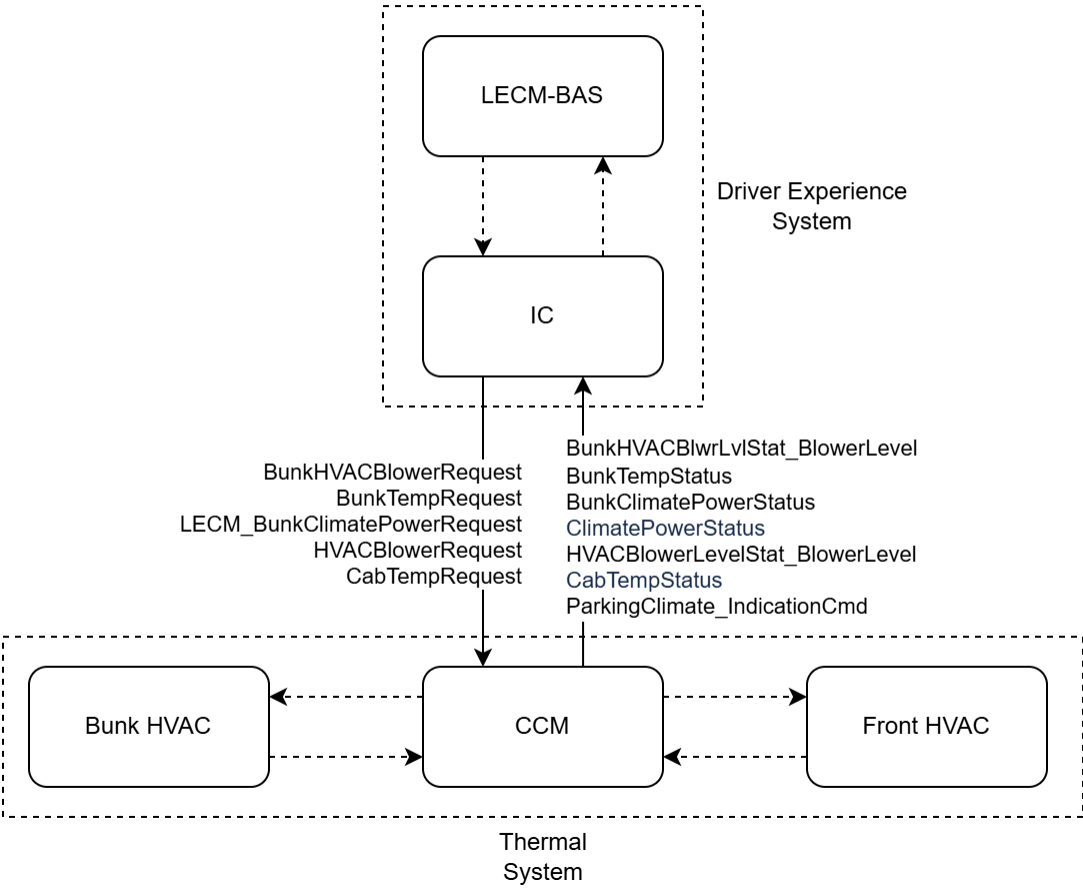 LECM-BAS
Driver Experience
System
IC
BunkHVACBlowerRequest
BunkTempRequest
LECM_BunkClimatePowerRequest
HVACBlowerRequest
CabTempRequest
BunkHVACBlwrLvlStat_BlowerLevel
BunkTempStatus
BunkClimatePowerStatus
ClimatePowerStatus
HVACBlowerLevelStat_BlowerLevel
CabTempStatus
ParkingClimate_IndicationCmd
Bunk HVAC
CCM
Front HVAC
Thermal
System